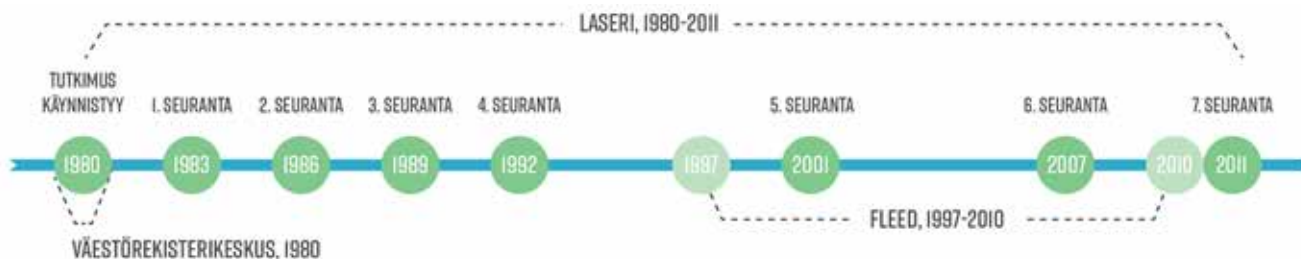 LASERI, 1980-2011
TUTKIMUS
KÄYNNISTYY
1. SEURANTA
2. SEURANTA
3. SEURANTA
4. SEURANTA
5. SEURANTA
6. SEURANTA
7. SEURANTA
1980
1983
1986
1989
1992
1997
2001
2007
2010
2011
FLEED, 1997-2010
VÄESTÖREKISTERIKESKUS, 1980